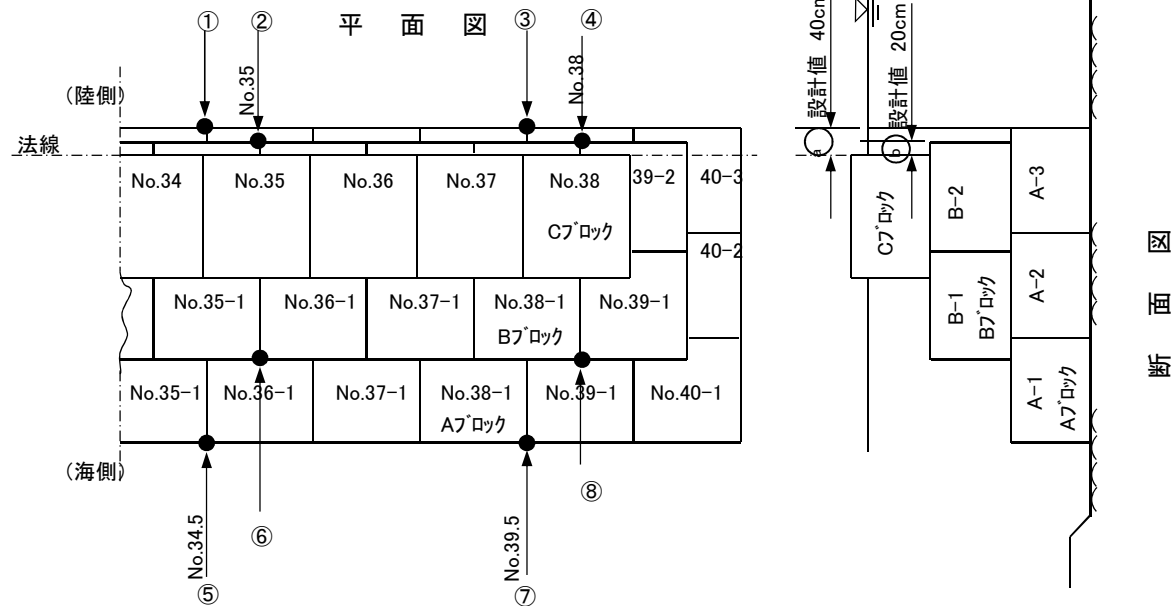 平面図
① ② ③ ④
No.35
No.38
(陸側)
法線
No.34 No.35 No.36 No.37 No.38 39-2 40-3
Cブロック
40-2
No.35-1 No.36-1 No.37-1 No.38-1 No.39-1
Bブロック
No.35-1 No.36-1 No.37-1 No.38-1 No.39-1 No.40-1
Aブロック
(海側)
No.34.5
No.39.5
⑤ ⑥ ⑦ ⑧
設計値 40cm
設計値 20cm
a
b
Cブロック
B-2
A-3
B-1
Bブロック
A-2
A-1
Aブロック
断面図